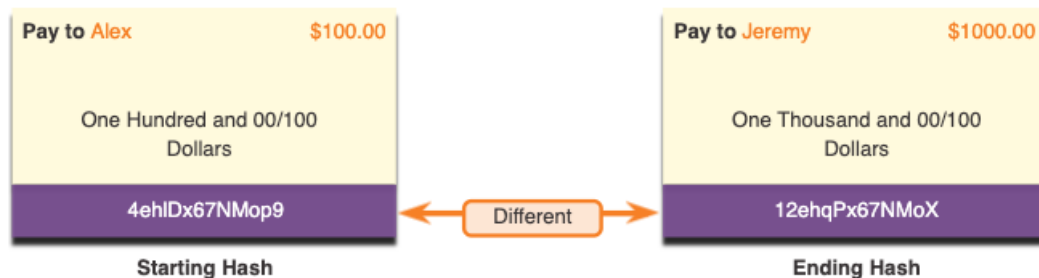 Pay to Alex $100.00
One Hundred and 00/100
Dollars
4ehIDx67NMop9
Starting Hash
Different
Pay to Jeremy $1000.00
One Thousand and 00/100
Dollars
12ehqPx67NMoX
Ending Hash